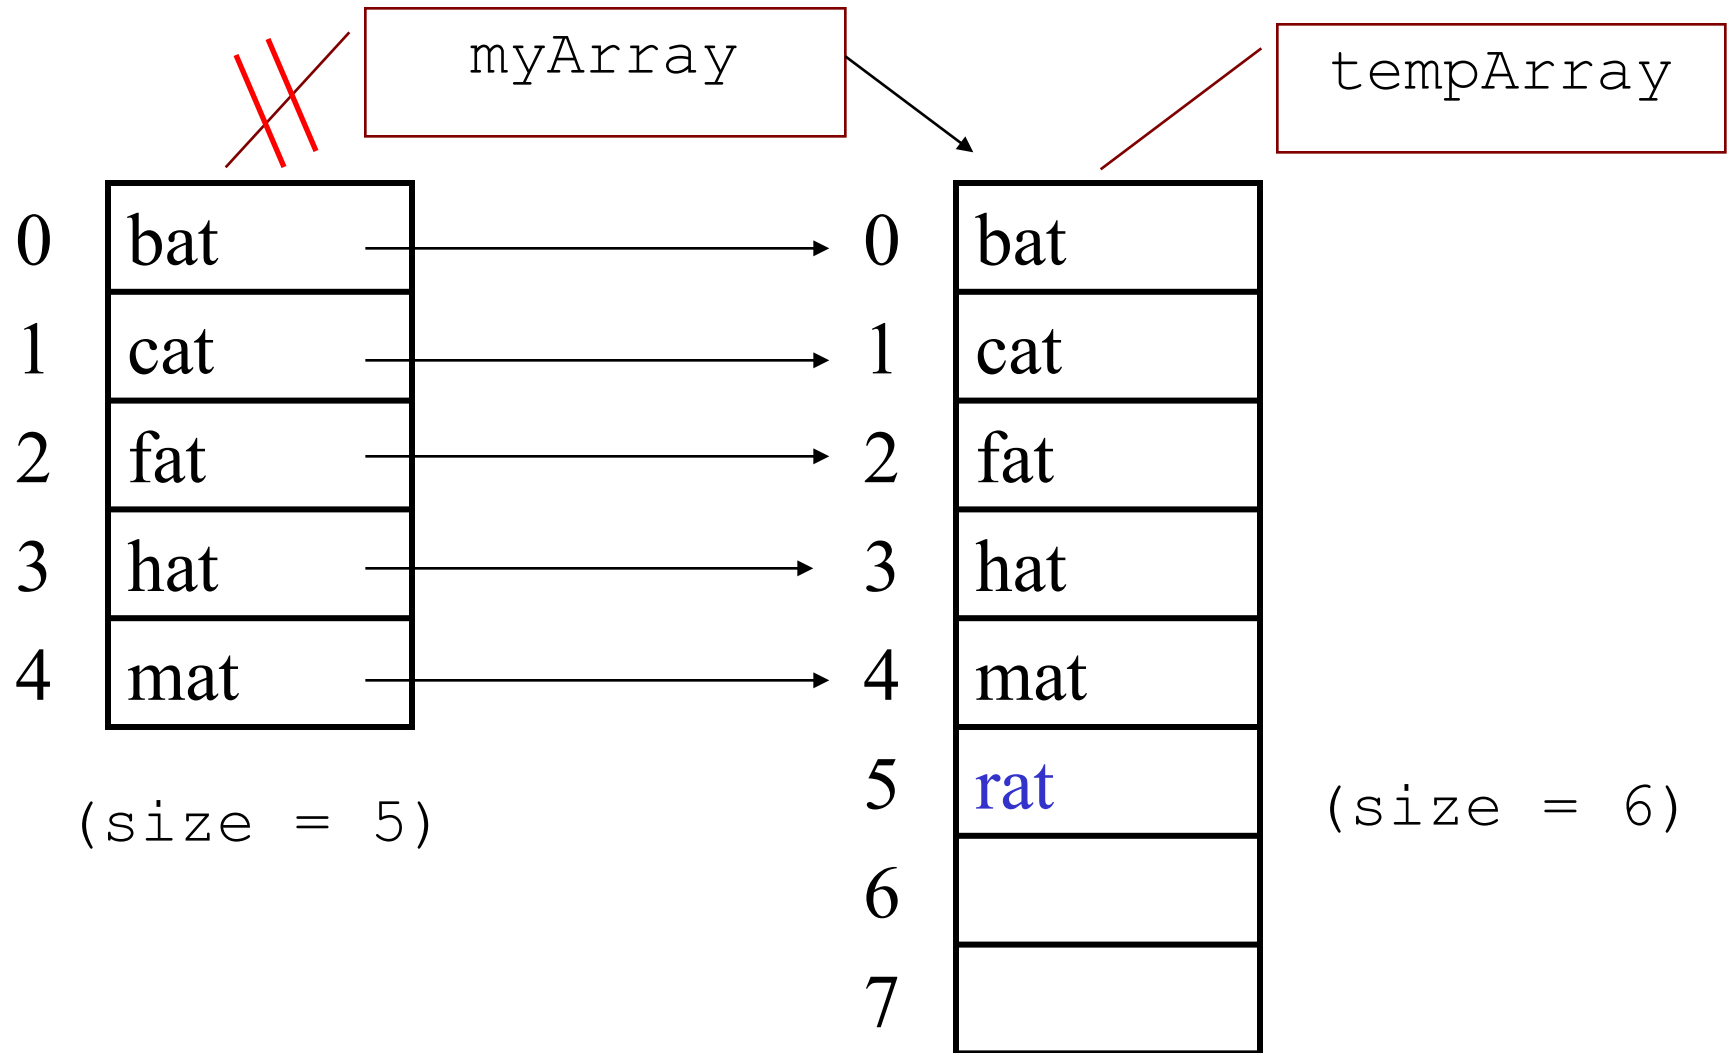 myArray
tempArray
0 bat 0 bat
1 cat 1 cat
2 fat 2 fat
3 hat 3 hat
4 mat 4 mat
5 rat
(size = 5) (size = 6)
6
7